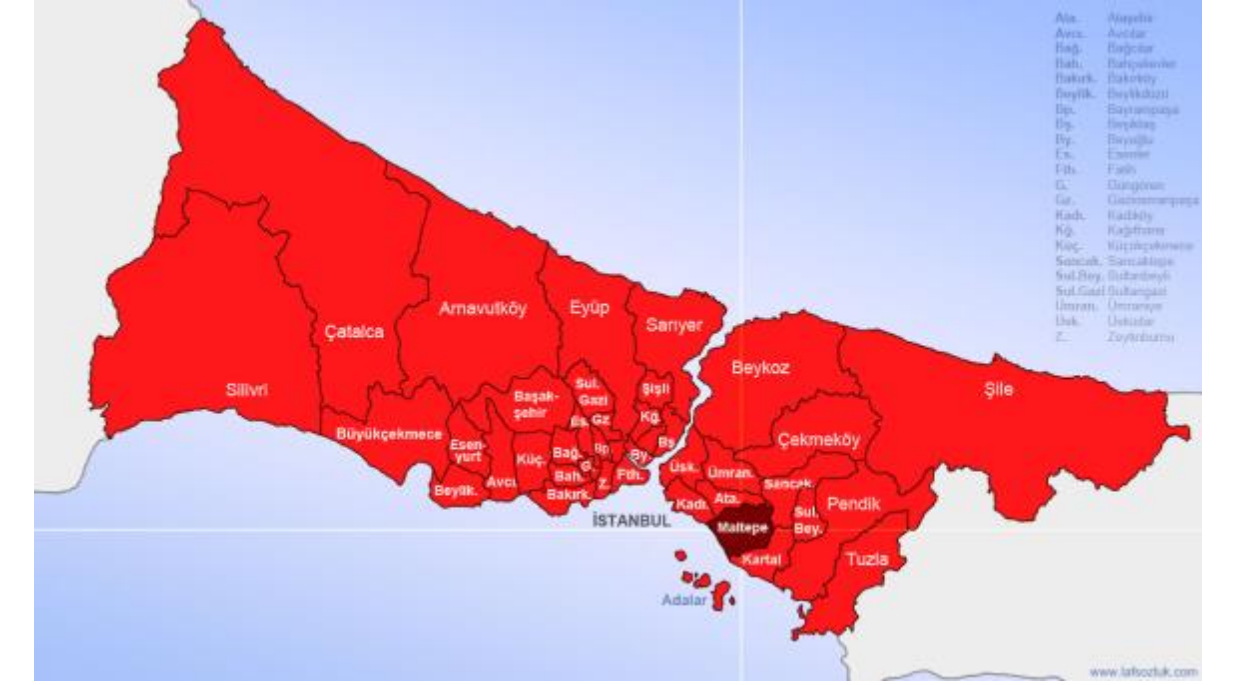 Ata. Ataşehir
Avcı. Avcılar
Bağ. Bağcılar
Bah. Bahçelievler
Bakırk. Bakırköy
Beylik. Beylikdüzü
Bp. Bayrampaşa
Bş. Beşiktaş
By. Beyoğlu
Es. Esenler
Fth. Fatih
G. Güngören
Gz. Gaziosmanpaşa
Kadı. Kadıköy
Kğ. Kağıthane
Küç. Küçükçekmece
Sancak. Sancaktepe
Sul.Bey. Sultanbeyli
Sul.Gazi Sultangazi
Ümran. Ümraniye
Üsk. Üsküdar
Z. Zeytinburnu
Arnavutköy
Eyüp
Sarıyer
Çatalca
Beykoz
Silivri
Şile
Sul.
Gazi
Şişli
Başak-
şehir
Es.
Gz
Kğ.
Büyükçekmece
Esen-
yurt
Bş.
Çekmeköy
Küç.
Bağ.
Bp
By.
Bah.
G.
Fth.
Üsk.
Ümran.
Avcı
Beylik.
Bakırk.
Z.
Sancak.
Kadı.
Ata.
Pendik
Sul.
Bey.
İSTANBUL
Maltepe
Kartal
Tuzla
Adalar
www.lafsozluk.com